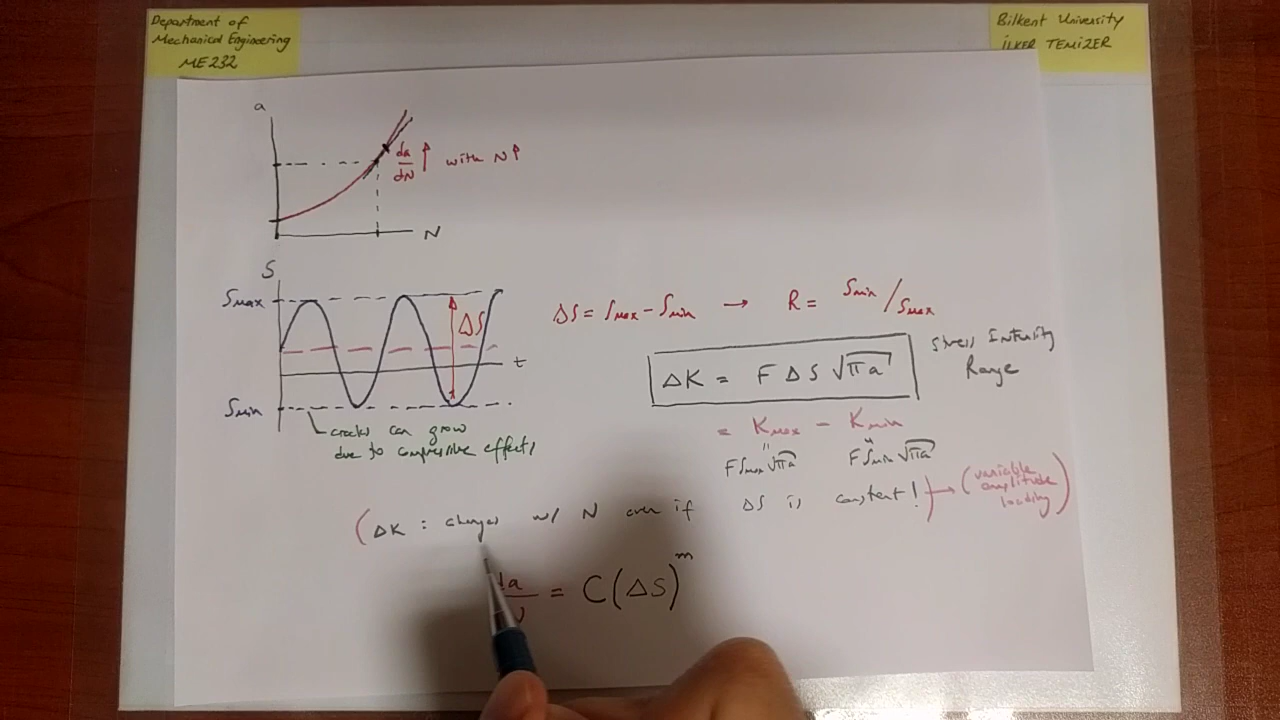 Department of
Mechanical Engineering
ME 232
Bilkent University
İLKER TEMİZER
a
da/dN ↑ with N ↑
N
S
Smax
ΔS
t
Smin
cracks can grow
due to compressive effects
ΔS = Smax - Smin → R = Smin / Smax
ΔK = F ΔS √πa
Stress Intensity
Range
= Kmax - Kmin
F Smax √πa
F Smin √πa
(ΔK : changes w/ N even if ΔS is constant!) → (variable
amplitude
loading)
= C(ΔS)^m